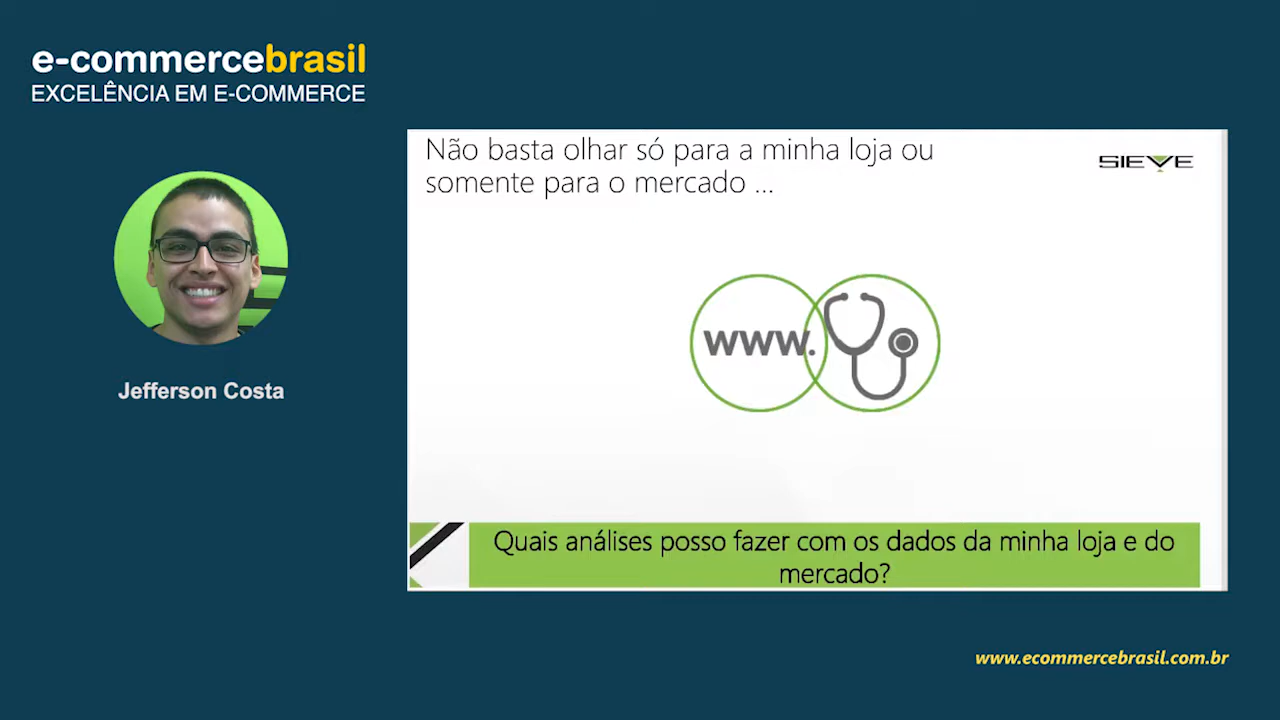 e-commercebrasil
EXCELÊNCIA EM E-COMMERCE
Jefferson Costa
Não basta olhar só para a minha loja ou
somente para o mercado ...
SIEVE
www.
Quais análises posso fazer com os dados da minha loja e do
mercado?
www.ecommercebrasil.com.br